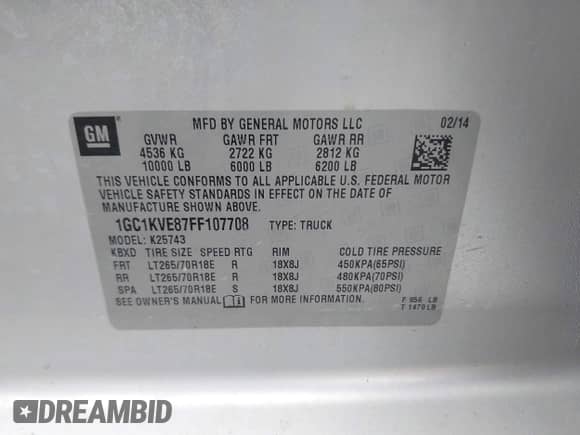 GM
MFD BY GENERAL MOTORS LLC 02/14
GVWR GAWR FRT GAWR RR
4536 KG 2722 KG 2812 KG
10000 LB 6000 LB 6200 LB
THIS VEHICLE CONFORMS TO ALL APPLICABLE U.S. FEDERAL MOTOR
VEHICLE SAFETY STANDARDS IN EFFECT ON THE DATE OF
MANUFACTURE SHOWN ABOVE.
1GC1KVE87FF107708 TYPE: TRUCK
MODEL: K25743
KBXD TIRE SIZE SPEED RTG RIM COLD TIRE PRESSURE
FRT LT265/70R18E R 18X8J 450KPA(65PSI)
RR LT265/70R18E R 18X8J 480KPA(70PSI)
SPA LT265/70R18E S 18X8J 550KPA(80PSI)
SEE OWNER'S MANUAL FOR MORE INFORMATION.
F 856 LB
T 1470 LB
DREAMBID